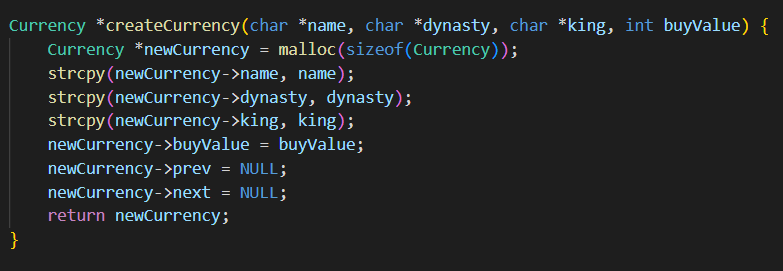 Currency *createCurrency(char *name, char *dynasty, char *king, int buyValue) {
    Currency *newCurrency = malloc(sizeof(Currency));
    strcpy(newCurrency->name, name);
    strcpy(newCurrency->dynasty, dynasty);
    strcpy(newCurrency->king, king);
    newCurrency->buyValue = buyValue;
    newCurrency->prev = NULL;
    newCurrency->next = NULL;
    return newCurrency;
}